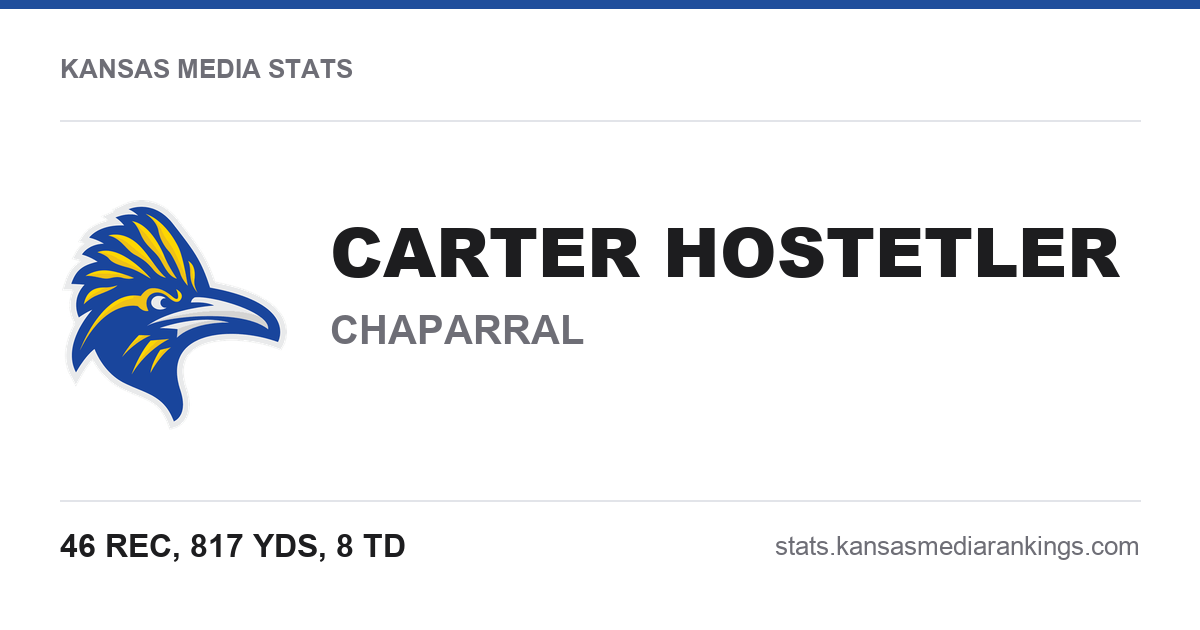 KANSAS MEDIA STATS
CARTER HOSTETLER
CHAPARRAL
46 REC, 817 YDS, 8 TD
stats.kansasmediarankings.com